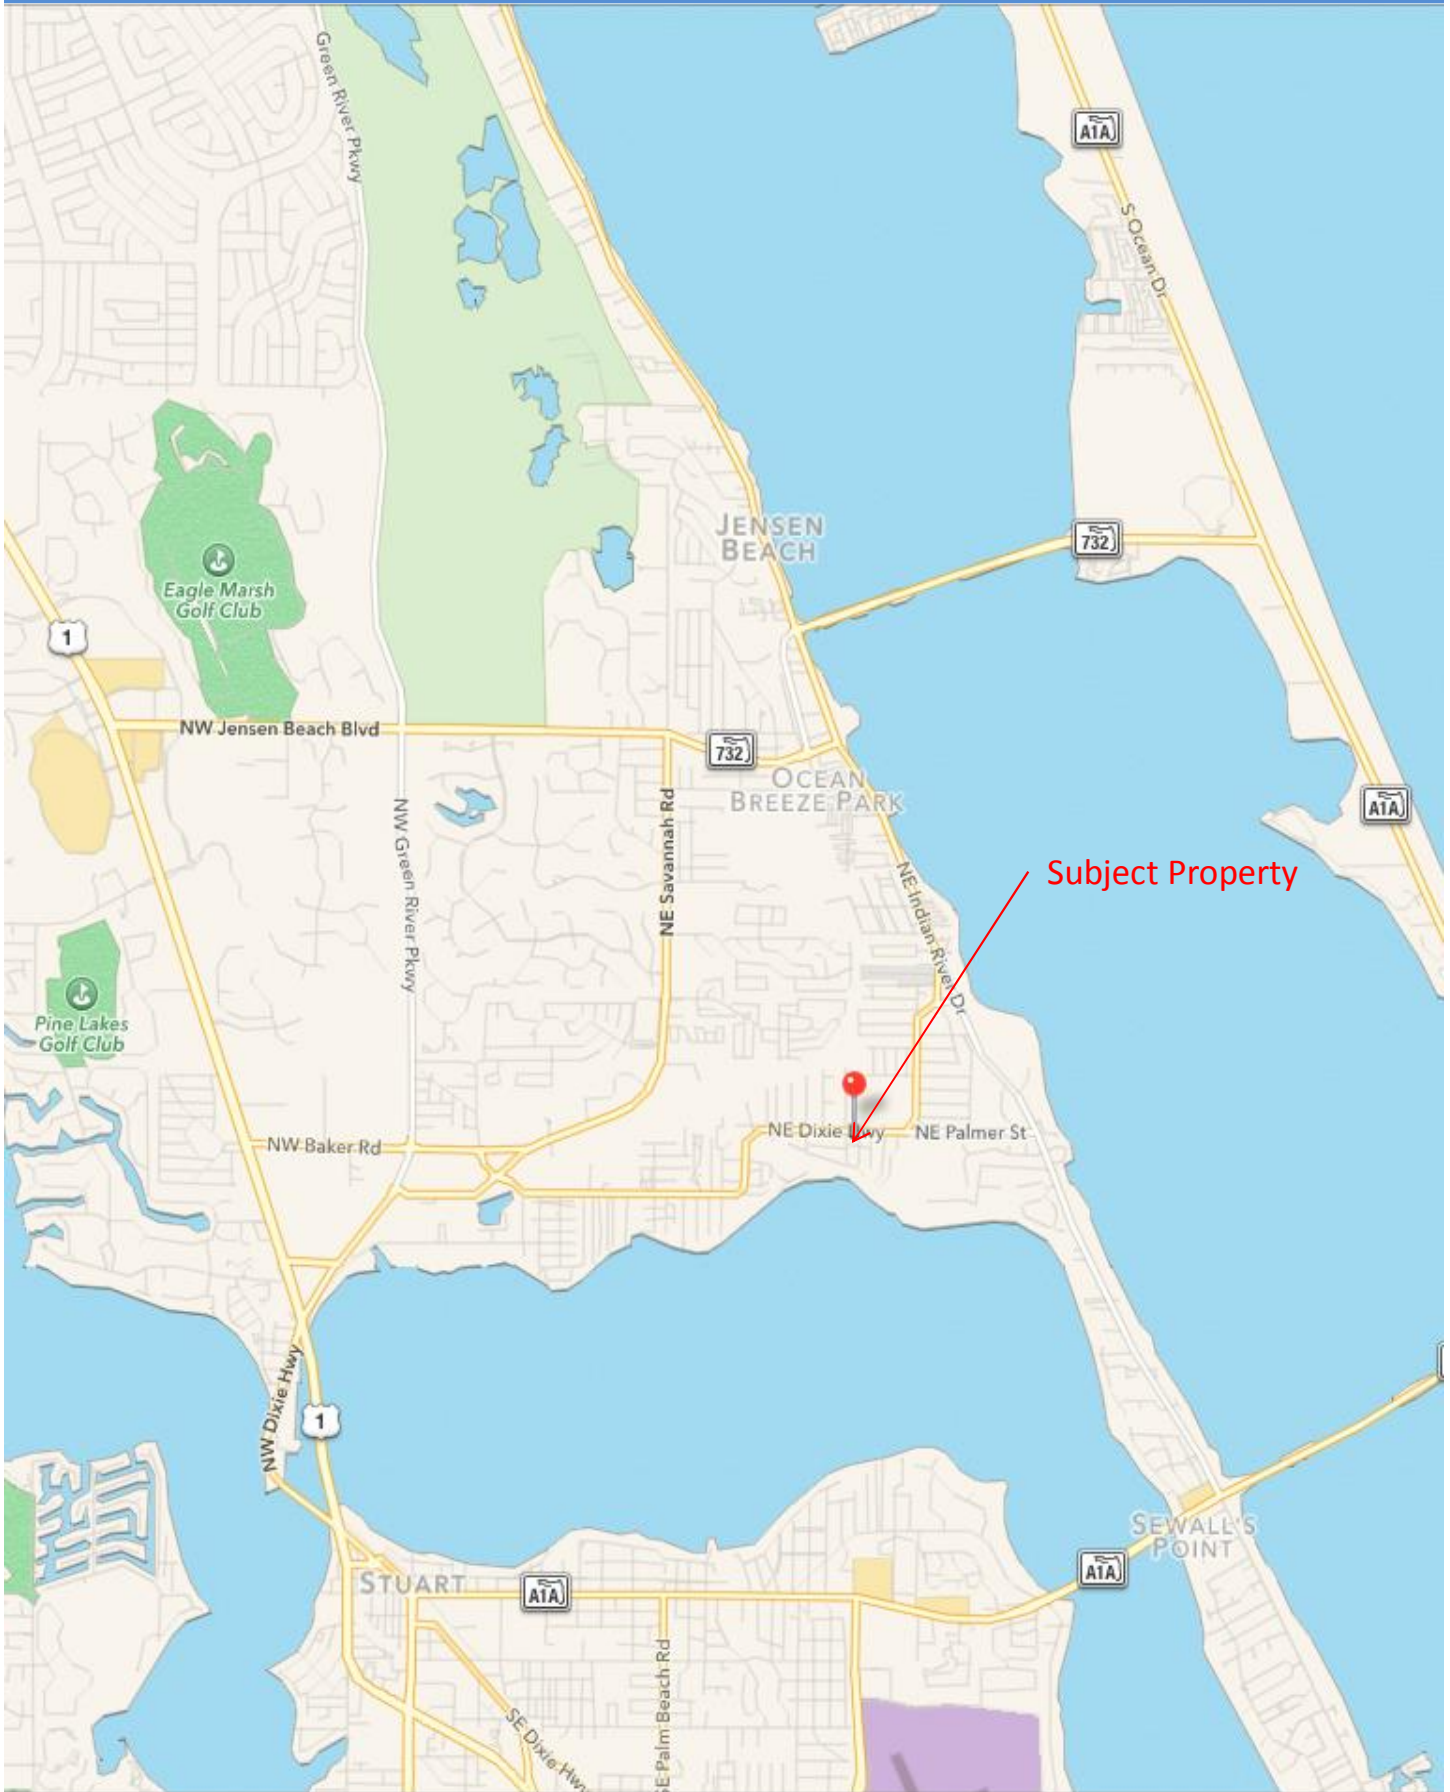 Green River Pkwy
A1A
S Ocean Dr
JENSEN
BEACH
732
Eagle Marsh
Golf Club
1
NW Jensen Beach Blvd
732
OCEAN
BREEZE PARK
A1A
NW Green River Pkwy
NE Savannah Rd
NE Indian River Dr
Subject Property
Pine Lakes
Golf Club
NE Dixie Hwy
NE Palmer St
NW Baker Rd
NW Dixie Hwy
1
SEWALL'S
POINT
STUART
A1A
A1A
SE Palm Beach Rd
SE Dixie Hwy